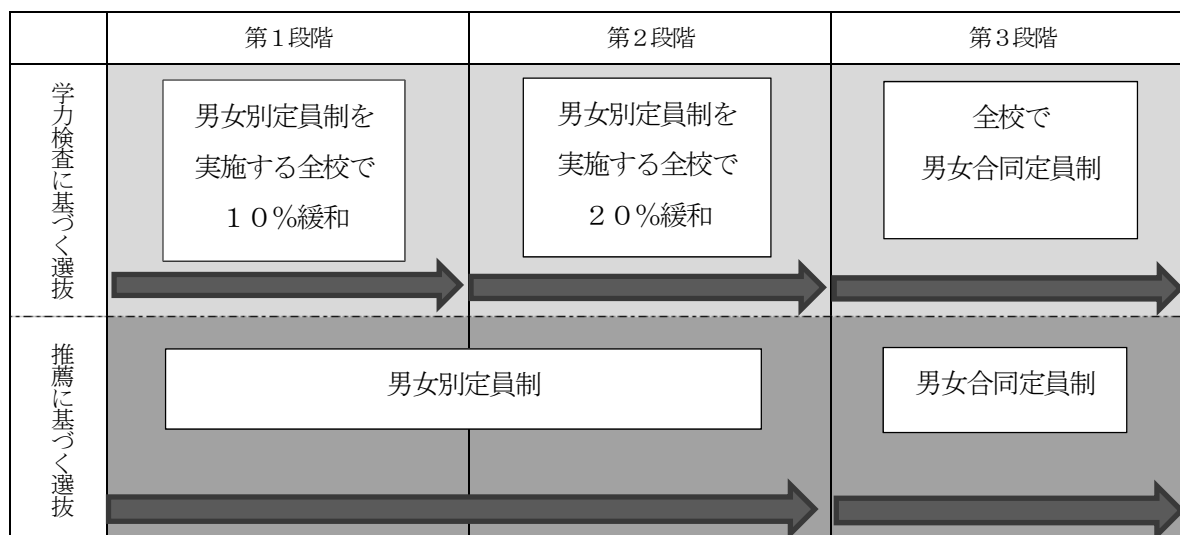 第１段階
第２段階
第３段階
学力検査に基づく選抜
男女別定員制を
実施する全校で
１０％緩和
男女別定員制を
実施する全校で
２０％緩和
全校で
男女合同定員制
推薦に基づく選抜
男女別定員制
男女合同定員制